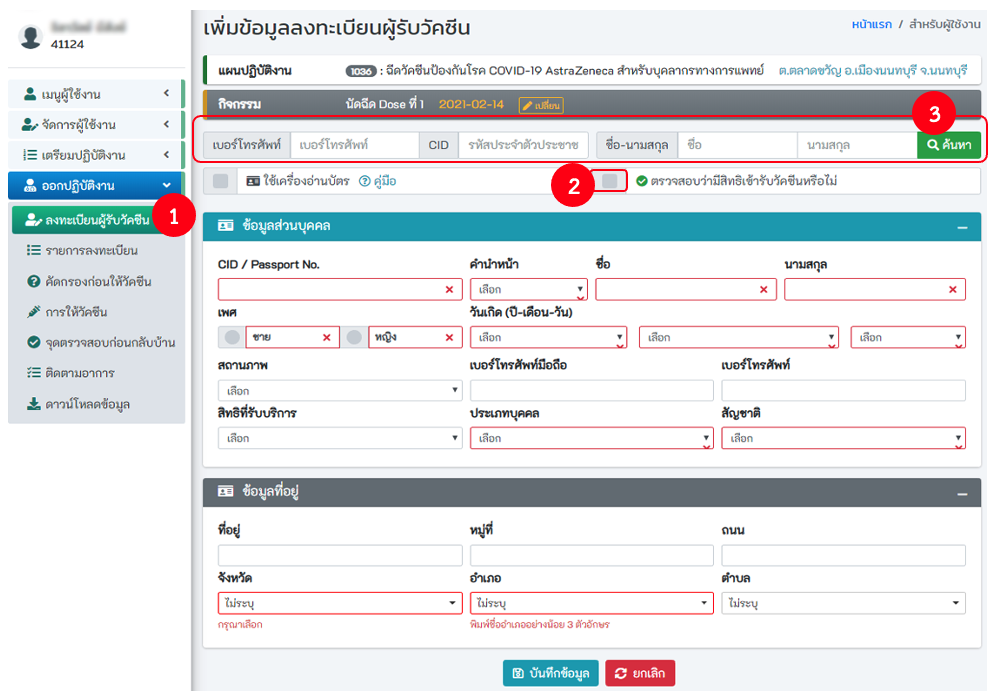 41124
เพิ่มข้อมูลลงทะเบียนผู้รับวัคซีน
หน้าแรก / สำหรับผู้ใช้งาน
แผนปฏิบัติงาน 1036 : ฉีดวัคซีนป้องกันโรค COVID-19 AstraZeneca สำหรับบุคลากรทางการแพทย์ ต.ตลาดขวัญ อ.เมืองนนทบุรี จ.นนทบุรี
กิจกรรม นัดฉีด Dose ที่ 1 2021-02-14 เปลี่ยน
3
เบอร์โทรศัพท์ เบอร์โทรศัพท์ CID รหัสประจำตัวประชาช ชื่อ-นามสกุล ชื่อ นามสกุล ค้นหา
ใช้เครื่องอ่านบัตร คู่มือ 2 ตรวจสอบว่ามีสิทธิเข้ารับวัคซีนหรือไม่
เมนูผู้ใช้งาน
จัดการผู้ใช้งาน
เตรียมปฏิบัติงาน
ออกปฏิบัติงาน
ลงทะเบียนผู้รับวัคซีน 1
รายการลงทะเบียน
คัดกรองก่อนให้วัคซีน
การให้วัคซีน
จุดตรวจสอบก่อนกลับบ้าน
ติดตามอาการ
ดาวน์โหลดข้อมูล
ข้อมูลส่วนบุคคล
CID / Passport No. คำนำหน้า ชื่อ นามสกุล
เลือก
เพศ วันเกิด (ปี-เดือน-วัน)
ชาย หญิง เลือก เลือก เลือก
สถานภาพ เบอร์โทรศัพท์มือถือ เบอร์โทรศัพท์
เลือก
สิทธิที่รับบริการ ประเภทบุคคล สัญชาติ
เลือก เลือก เลือก
ข้อมูลที่อยู่
ที่อยู่ หมู่ที่ ถนน
จังหวัด อำเภอ ตำบล
ไม่ระบุ ไม่ระบุ ไม่ระบุ
กรุณาเลือก พิมพ์ชื่ออำเภออย่างน้อย 3 ตัวอักษร
บันทึกข้อมูล ยกเลิก